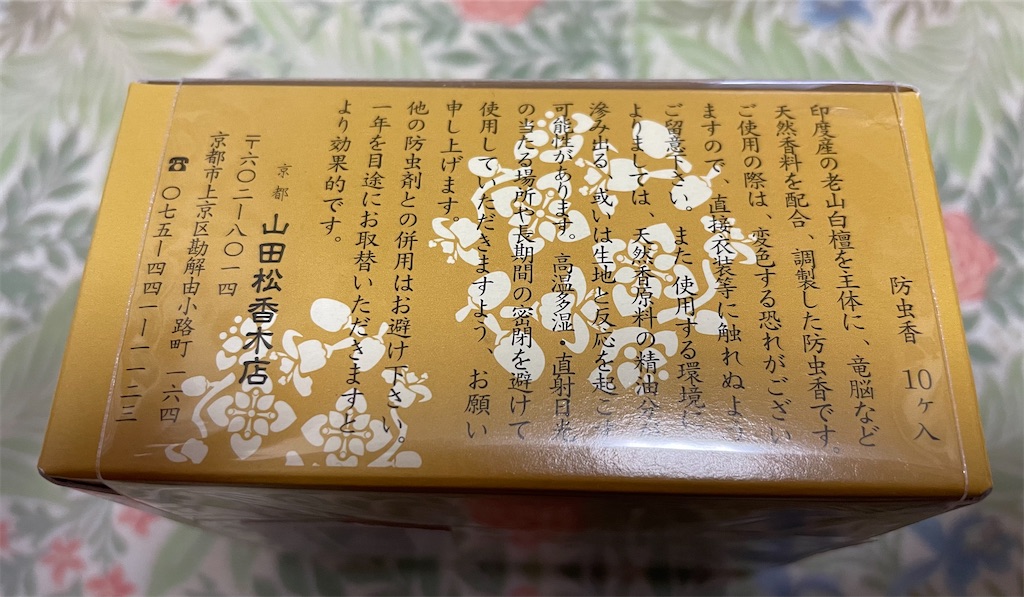 防虫香 10ヶ入
印度産の老山白檀を主体に、竜脳など
天然香料を配合、調製した防虫香です。
ご使用の際は、変色する恐れがござい
ますので、直接衣装等に触れぬよう
ご留意下さい。また、使用する環境に
よりましては、天然香原料の精油分が
滲み出る、或いは生地と反応を起こす
可能性があります。高温多湿・直射日光
の当たる場所や長期間の密閉を避けて
使用していただきますよう、お願い
申し上げます。
他の防虫剤との併用はお避け下さい。
一年を目途にお取替いただきますと
より効果的です。
京都 山田松香木店
〒六〇二－八〇一四
京都市上京区勘解由小路町一六四
☎〇七五－四四一－一一二三